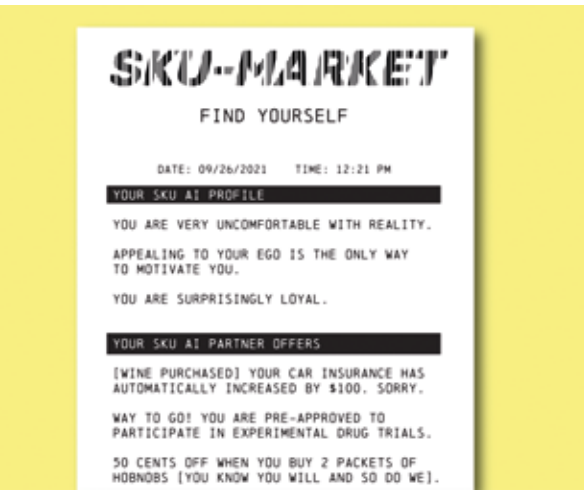 SKU-MARKET
FIND YOURSELF
DATE: 09/26/2021 TIME: 12:21 PM
YOUR SKU AI PROFILE
YOU ARE VERY UNCOMFORTABLE WITH REALITY.
APPEALING TO YOUR EGO IS THE ONLY WAY
TO MOTIVATE YOU.
YOU ARE SURPRISINGLY LOYAL.
YOUR SKU AI PARTNER OFFERS
[WINE PURCHASED] YOUR CAR INSURANCE HAS
AUTOMATICALLY INCREASED BY $100. SORRY.
WAY TO GO! YOU ARE PRE-APPROVED TO
PARTICIPATE IN EXPERIMENTAL DRUG TRIALS.
50 CENTS OFF WHEN YOU BUY 2 PACKETS OF
HOBNOBS [YOU KNOW YOU WILL AND SO DO WE].